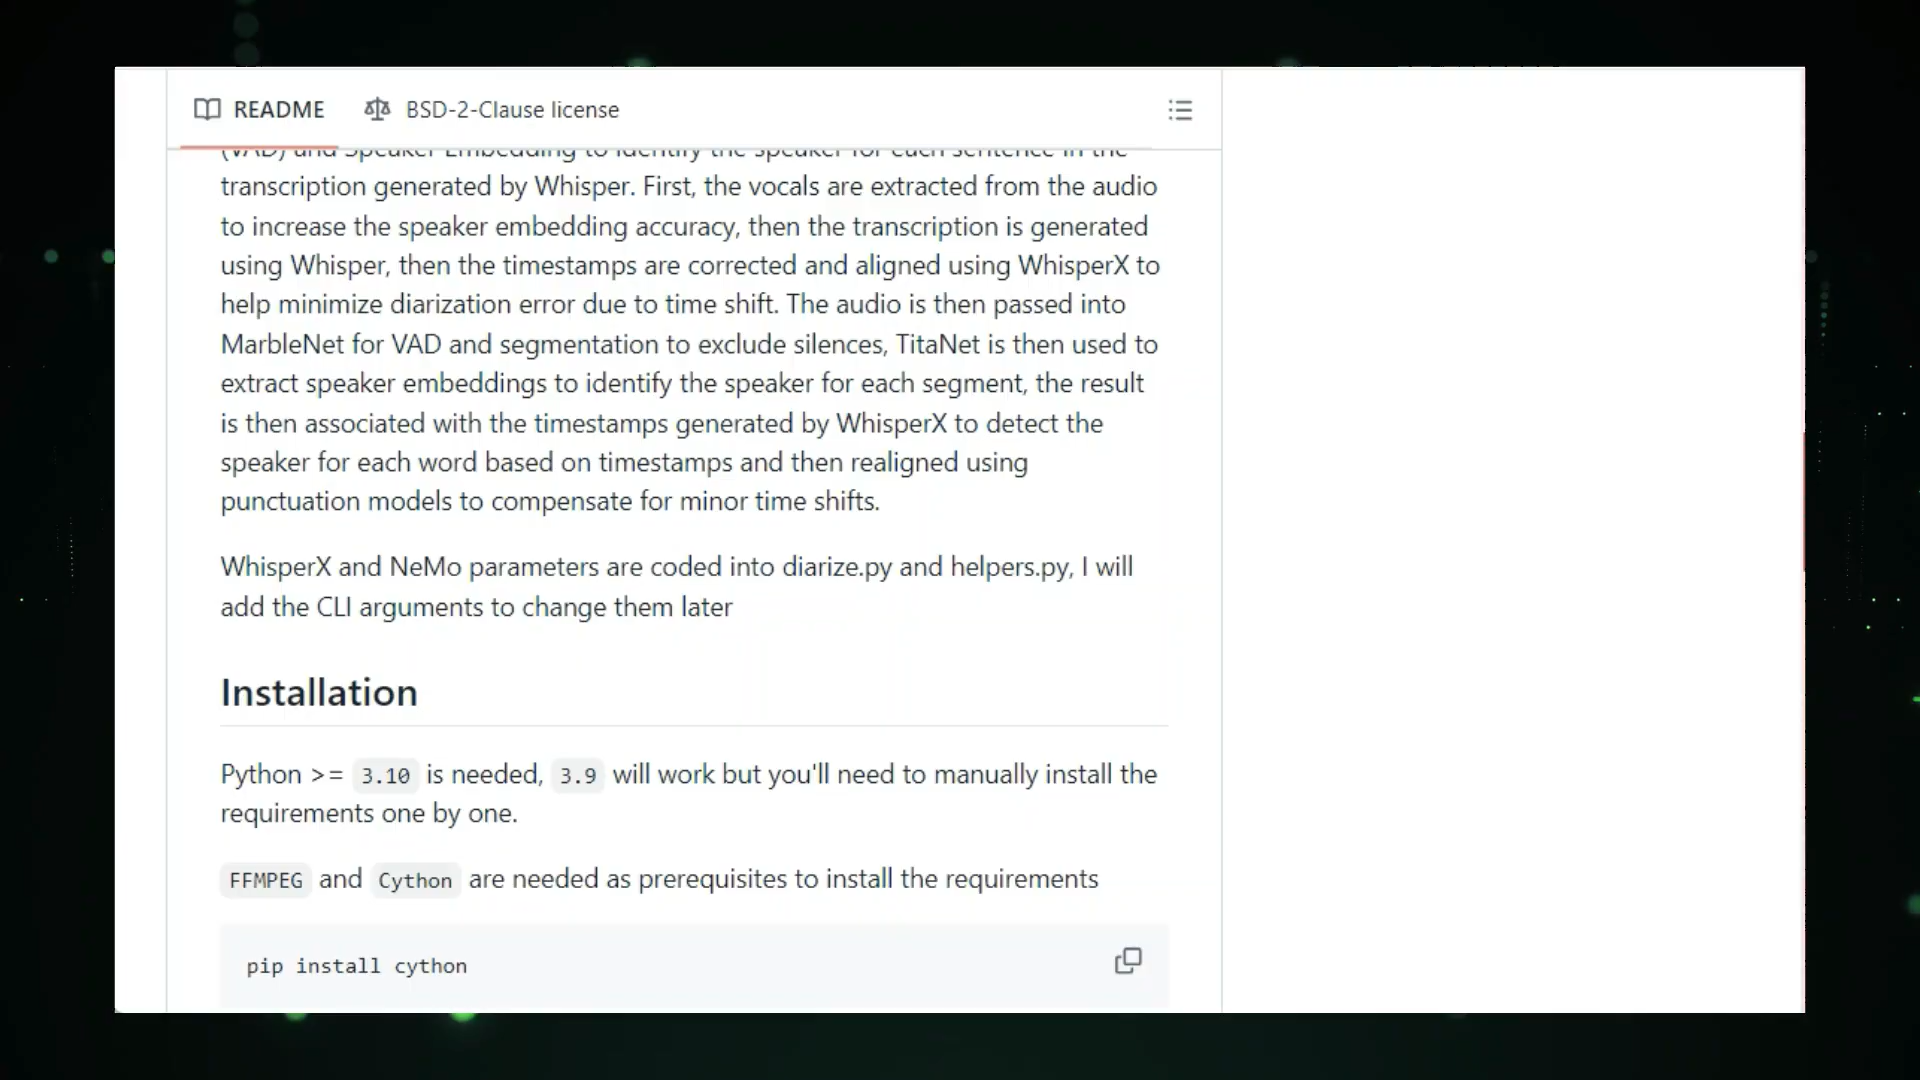 README BSD-2-Clause license
(VAD) and Speaker Embedding to identify the speaker for each sentence in the
transcription generated by Whisper. First, the vocals are extracted from the audio
to increase the speaker embedding accuracy, then the transcription is generated
using Whisper, then the timestamps are corrected and aligned using WhisperX to
help minimize diarization error due to time shift. The audio is then passed into
MarbleNet for VAD and segmentation to exclude silences, TitaNet is then used to
extract speaker embeddings to identify the speaker for each segment, the result
is then associated with the timestamps generated by WhisperX to detect the
speaker for each word based on timestamps and then realigned using
punctuation models to compensate for minor time shifts.
WhisperX and NeMo parameters are coded into diarize.py and helpers.py, I will
add the CLI arguments to change them later
Installation
Python >= 3.10 is needed, 3.9 will work but you'll need to manually install the
requirements one by one.
FFMPEG and Cython are needed as prerequisites to install the requirements
pip install cython